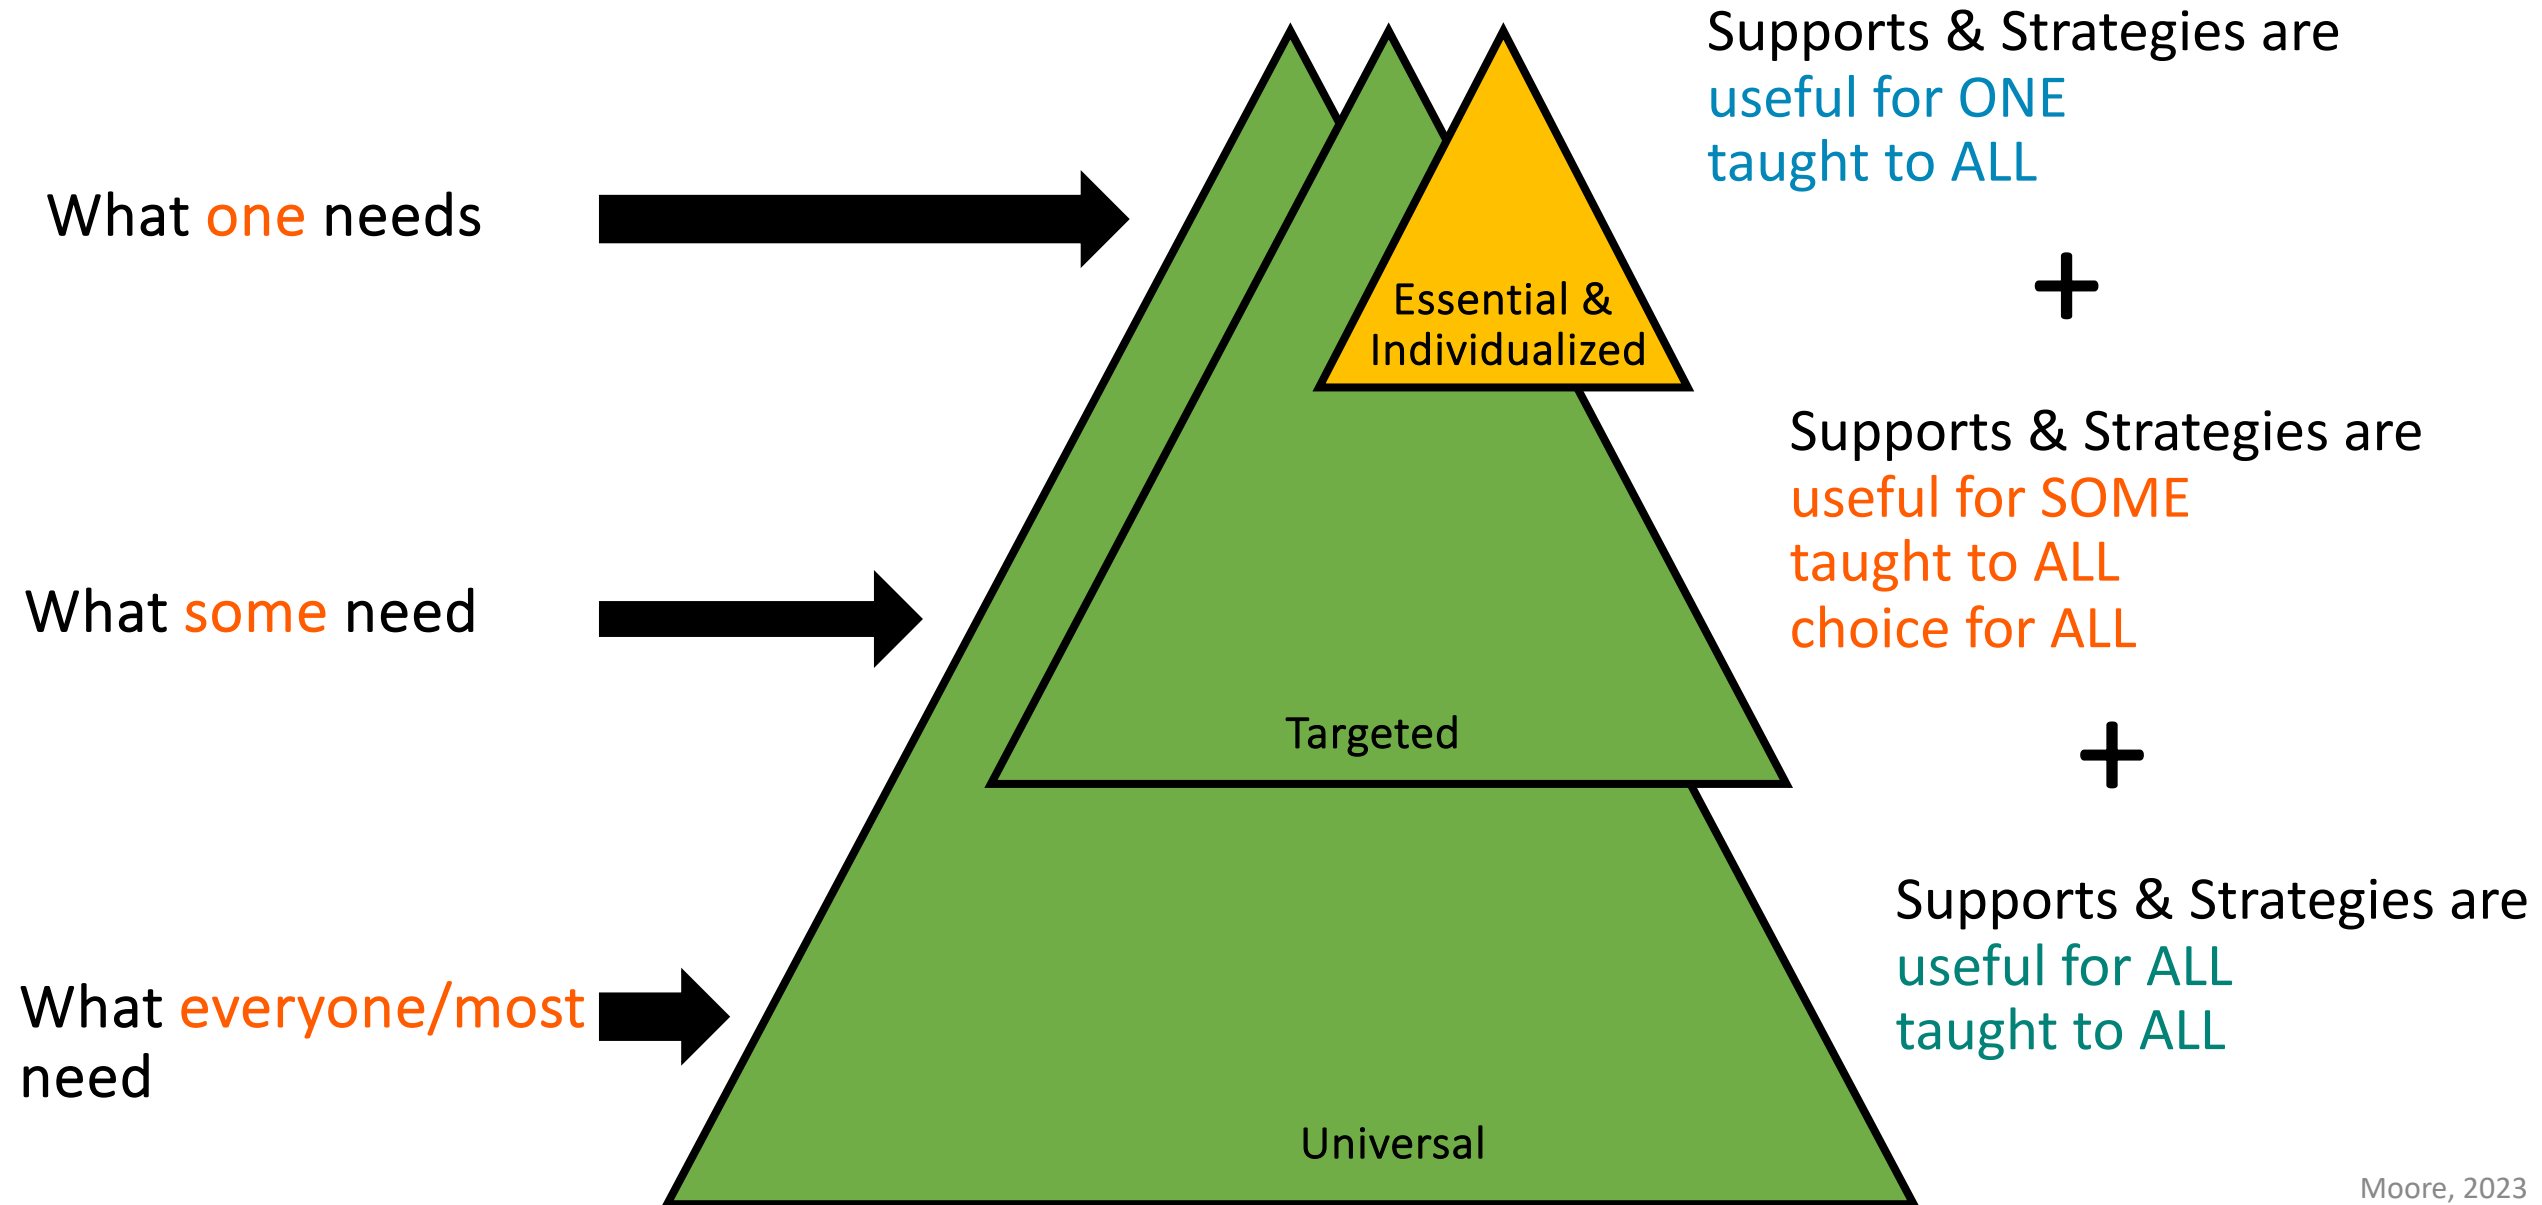 Supports & Strategies are
useful for ONE
taught to ALL
What one needs
+
Essential &
Individualized
Supports & Strategies are
useful for SOME
taught to ALL
choice for ALL
What some need
Targeted
+
Supports & Strategies are
useful for ALL
taught to ALL
What everyone/most
need
Universal
Moore, 2023